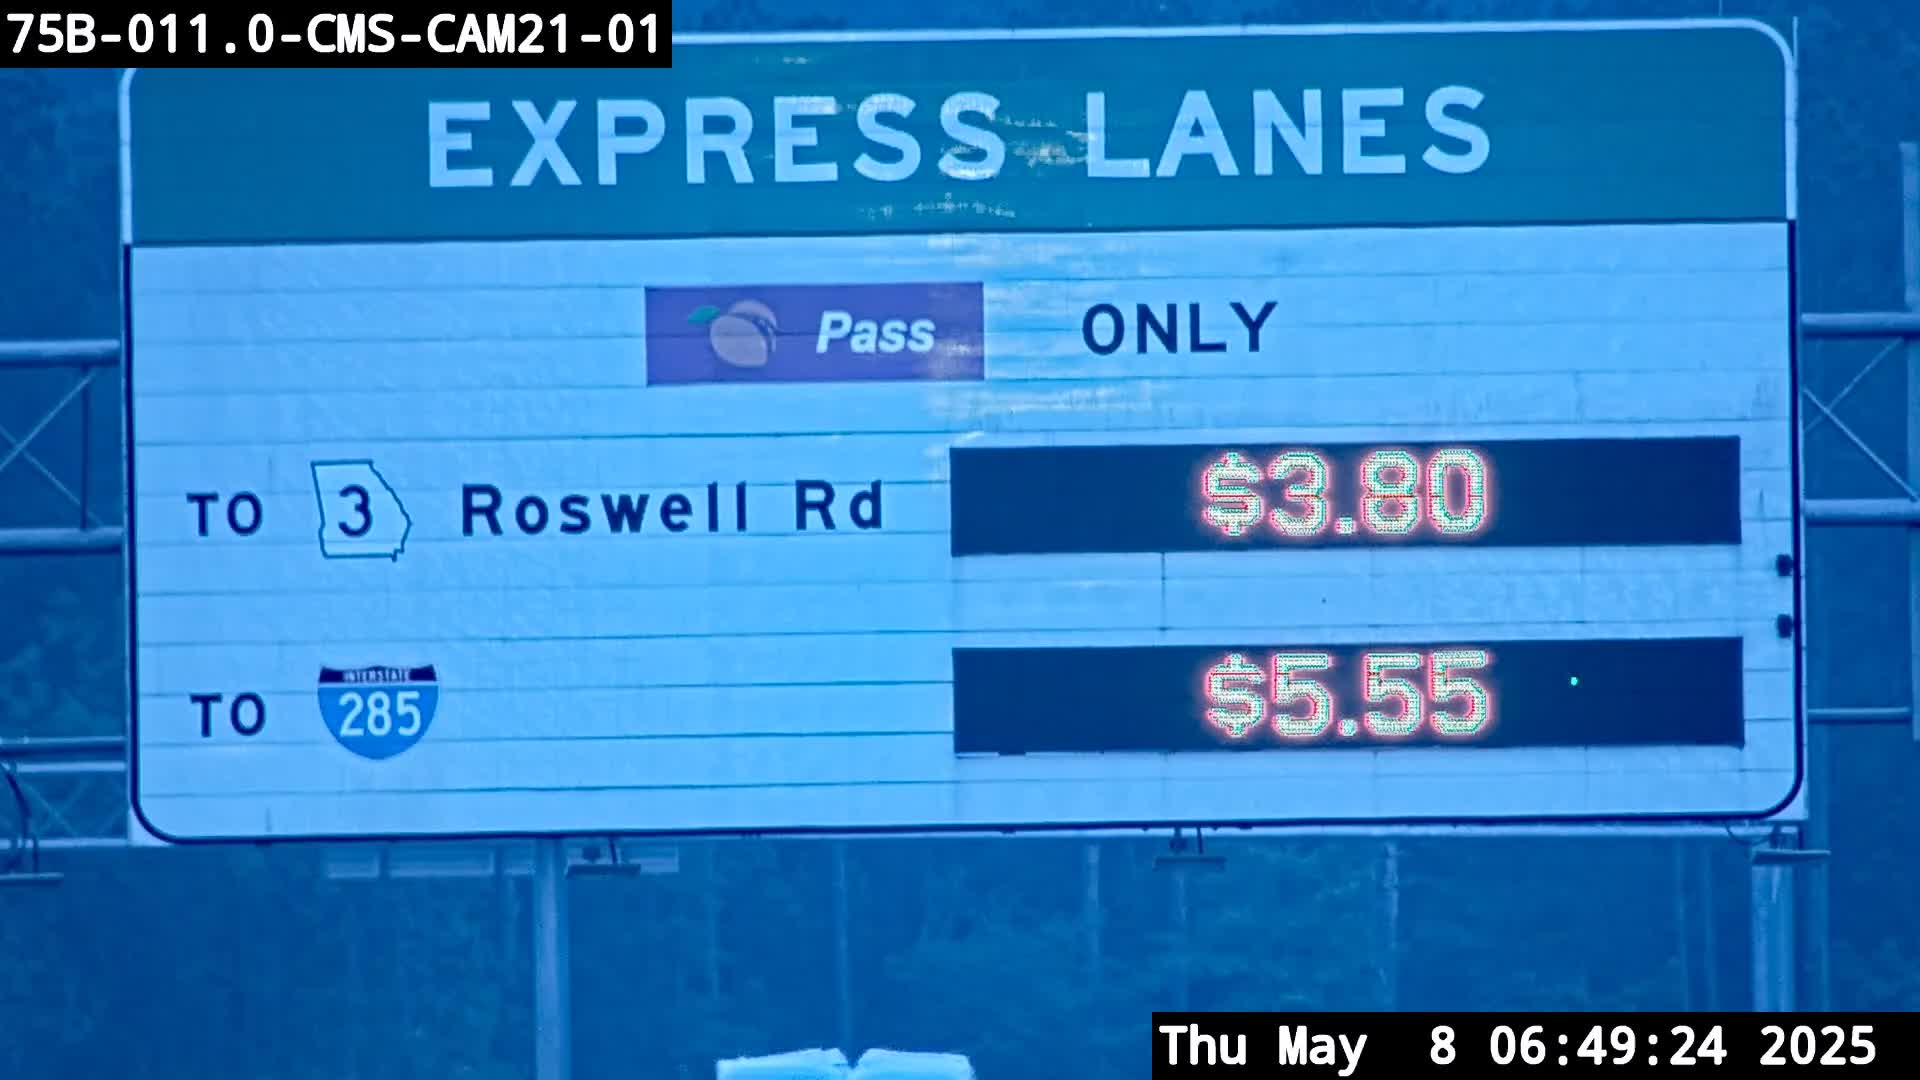 75B-011.0-CMS-CAM21-01
EXPRESS LANES
Pass ONLY
TO 3 Roswell Rd $3.80
INTERSTATE
TO 285 $5.55
Thu May 8 06:49:24 2025